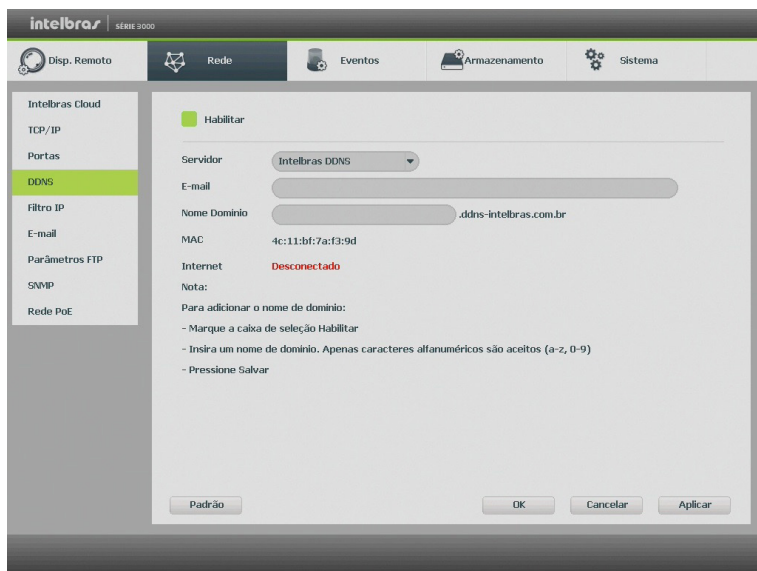 intelbras SÉRIE 3000
Disp. Remoto
Rede
Eventos
Armazenamento
Sistema
Intelbras Cloud
TCP/IP
Portas
DDNS
Filtro IP
E-mail
Parâmetros FTP
SNMP
Rede PoE
Habilitar
Servidor Intelbras DDNS
E-mail
Nome Dominio .ddns-intelbras.com.br
MAC 4c:11:bf:7a:f3:9d
Internet Desconectado
Nota:
Para adicionar o nome de dominio:
- Marque a caixa de seleção Habilitar
- Insira um nome de dominio. Apenas caracteres alfanuméricos são aceitos (a-z, 0-9)
- Pressione Salvar
Padrão OK Cancelar Aplicar